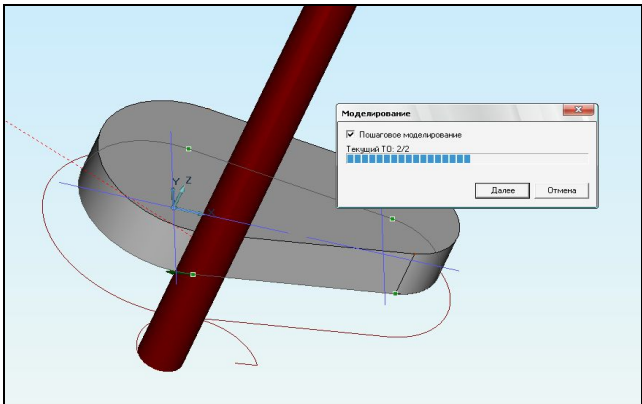 Моделирование
Пошаговое моделирование
Текущий ТО: 2/2
Далее
Отмена
Y
Z